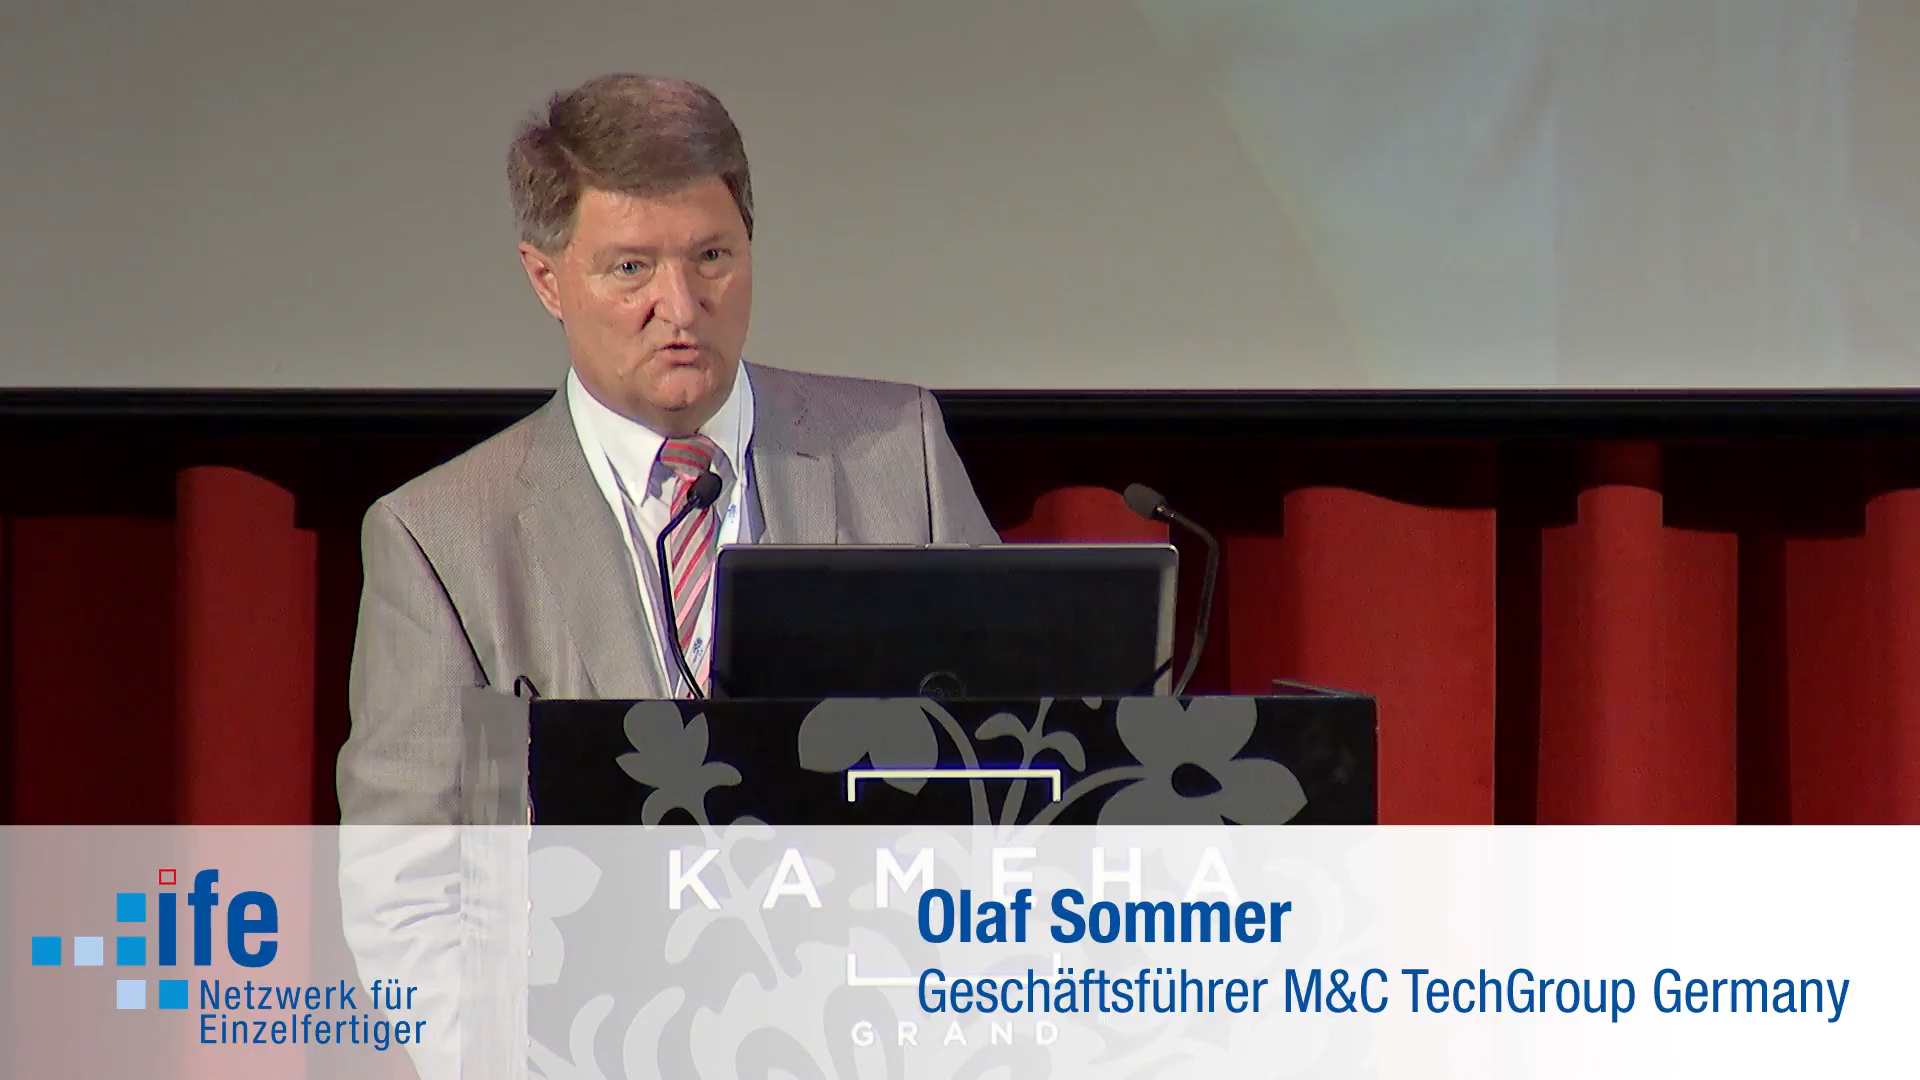 KAMEHA
GRAND
ife
Netzwerk für
Einzelfertiger
Olaf Sommer
Geschäftsführer M&C TechGroup Germany